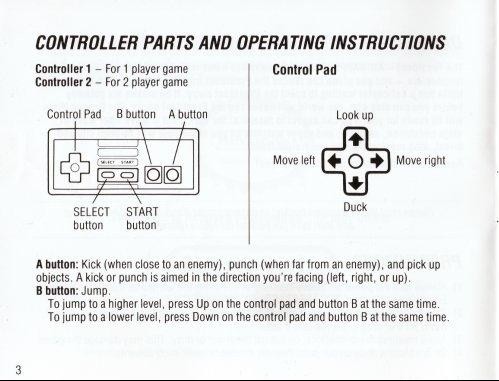 CONTROLLER PARTS AND OPERATING INSTRUCTIONS
Controller 1 – For 1 player game
Controller 2 – For 2 player game
Control Pad B button A button
SELECT START
SELECT button
START button
Control Pad
Look up
Move left
Move right
Duck
A button: Kick (when close to an enemy), punch (when far from an enemy), and pick up
objects. A kick or punch is aimed in the direction you're facing (left, right, or up).
B button: Jump.
To jump to a higher level, press Up on the control pad and button B at the same time.
To jump to a lower level, press Down on the control pad and button B at the same time.
3